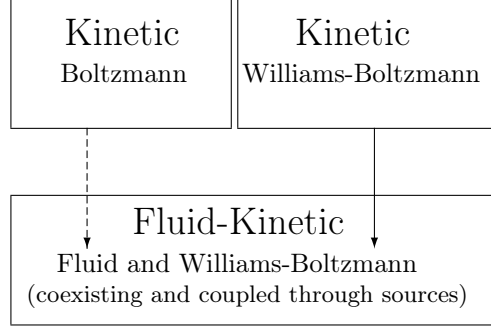 Kinetic
Boltzmann
Kinetic
Williams-Boltzmann
Fluid-Kinetic
Fluid and Williams-Boltzmann
(coexisting and coupled through sources)